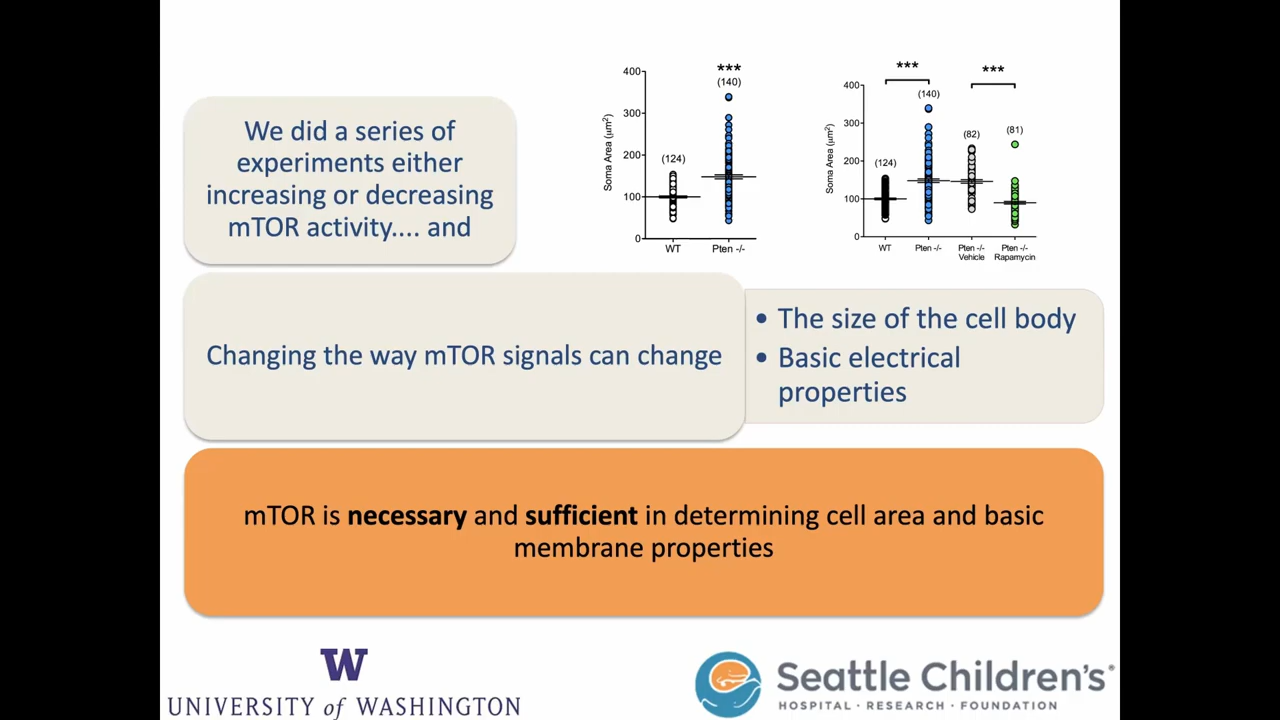 We did a series of
experiments either
increasing or decreasing
mTOR activity.... and
***
(140)
400
300
200
100
0
Soma Area (µm²)
(124)
WT
Pten -/-
***
***
(140)
400
300
200
100
0
Soma Area (µm²)
(124)
(82)
(81)
WT
Pten -/-
Pten -/-
Vehicle
Pten -/-
Rapamycin
Changing the way mTOR signals can change
• The size of the cell body
• Basic electrical
properties
mTOR is necessary and sufficient in determining cell area and basic
membrane properties
W
UNIVERSITY of WASHINGTON
Seattle Children's®
HOSPITAL • RESEARCH • FOUNDATION